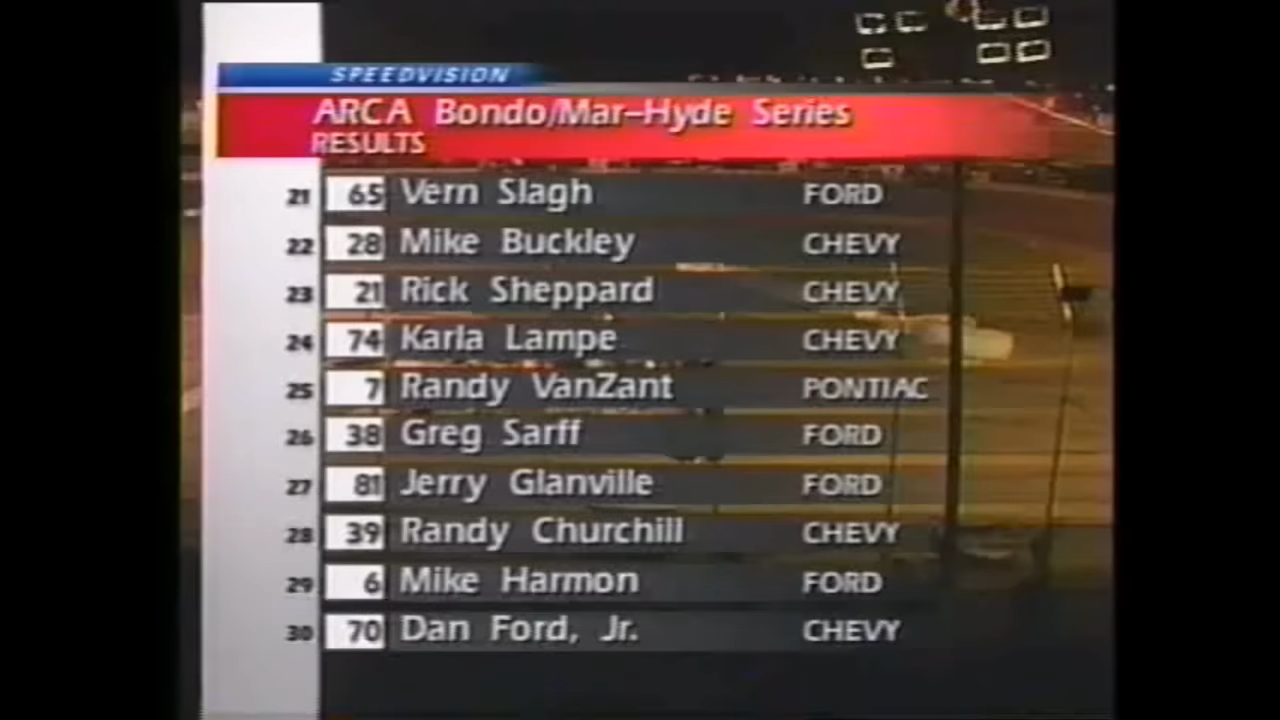 SPEEDVISION
ARCA Bondo/Mar-Hyde Series
RESULTS
21 65 Vern Slagh FORD
22 28 Mike Buckley CHEVY
23 21 Rick Sheppard CHEVY
24 74 Karla Lampe CHEVY
25 7 Randy VanZant PONTIAC
26 38 Greg Sarff FORD
27 81 Jerry Glanville FORD
28 39 Randy Churchill CHEVY
29 6 Mike Harmon FORD
30 70 Dan Ford, Jr. CHEVY